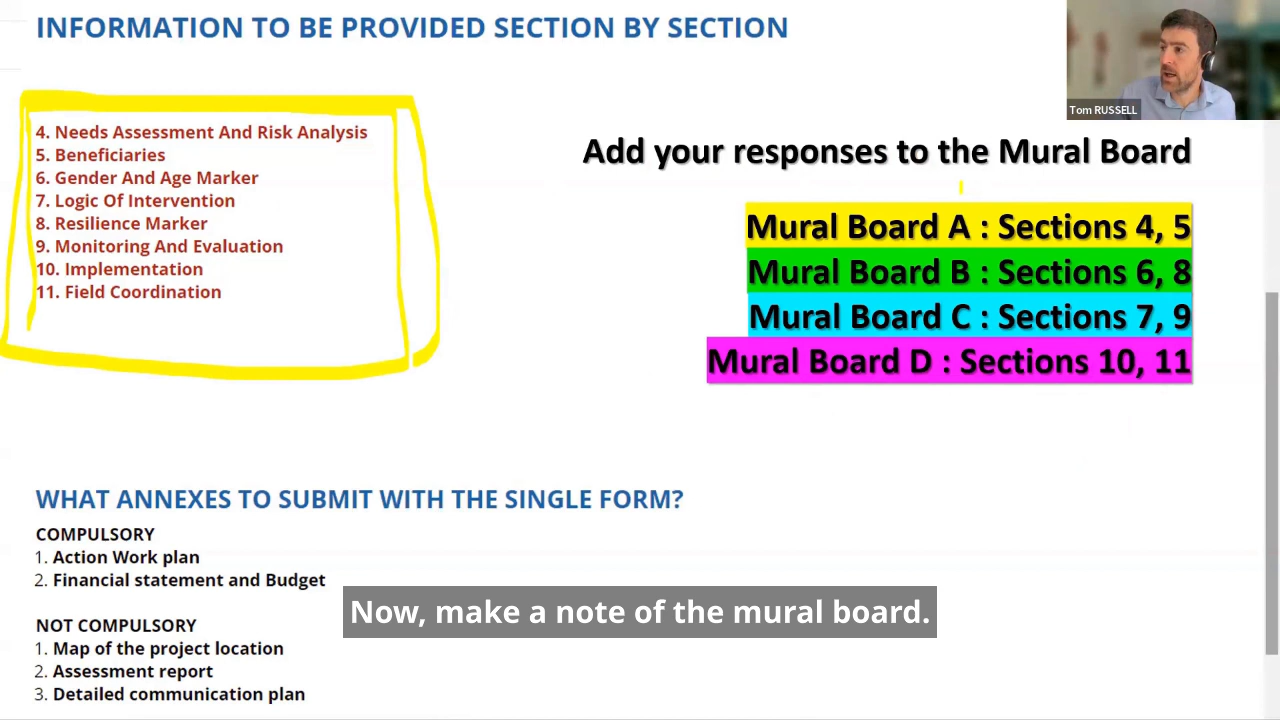 INFORMATION TO BE PROVIDED SECTION BY SECTION
Tom RUSSELL
4. Needs Assessment And Risk Analysis
5. Beneficiaries
6. Gender And Age Marker
7. Logic Of Intervention
8. Resilience Marker
9. Monitoring And Evaluation
10. Implementation
11. Field Coordination
Add your responses to the Mural Board
Mural Board A : Sections 4, 5
Mural Board B : Sections 6, 8
Mural Board C : Sections 7, 9
Mural Board D : Sections 10, 11
WHAT ANNEXES TO SUBMIT WITH THE SINGLE FORM?
COMPULSORY
1. Action Work plan
2. Financial statement and Budget
Now, make a note of the mural board.
NOT COMPULSORY
1. Map of the project location
2. Assessment report
3. Detailed communication plan